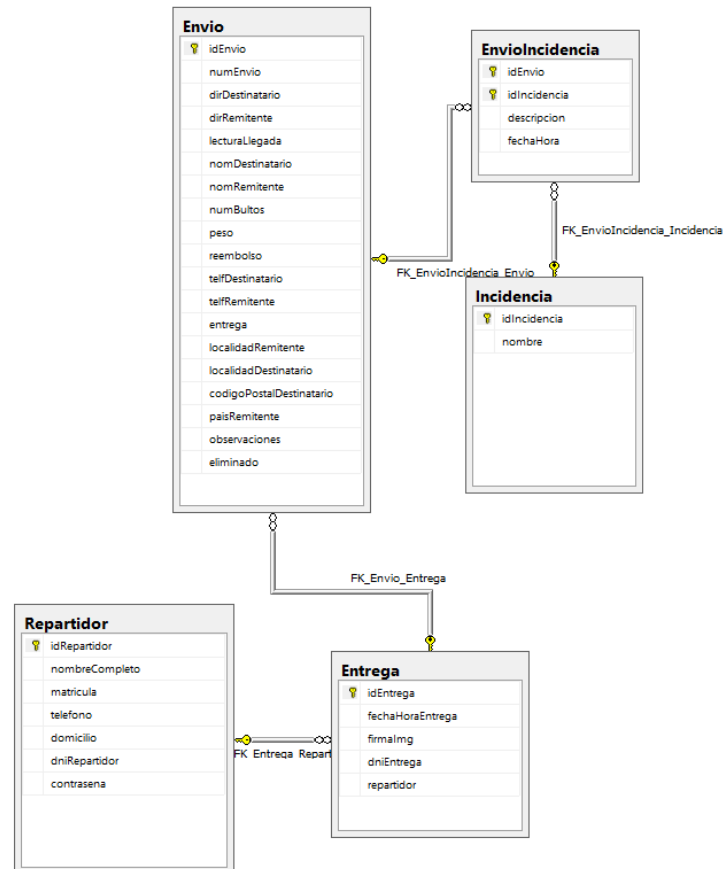 Envio
idEnvio
numEnvio
dirDestinatario
dirRemitente
lecturaLlegada
nomDestinatario
nomRemitente
numBultos
peso
reembolso
telfDestinatario
telfRemitente
entrega
localidadRemitente
localidadDestinatario
codigoPostalDestinatario
paisRemitente
observaciones
eliminado
EnvioIncidencia
idEnvio
idIncidencia
descripcion
fechaHora
FK_EnvioIncidencia_Incidencia
FK_EnvioIncidencia_Envio
Incidencia
idIncidencia
nombre
FK_Envio_Entrega
Repartidor
idRepartidor
nombreCompleto
matricula
telefono
domicilio
dniRepartidor
contrasena
FK_Entrega_Repart
Entrega
idEntrega
fechaHoraEntrega
firmaImg
dniEntrega
repartidor